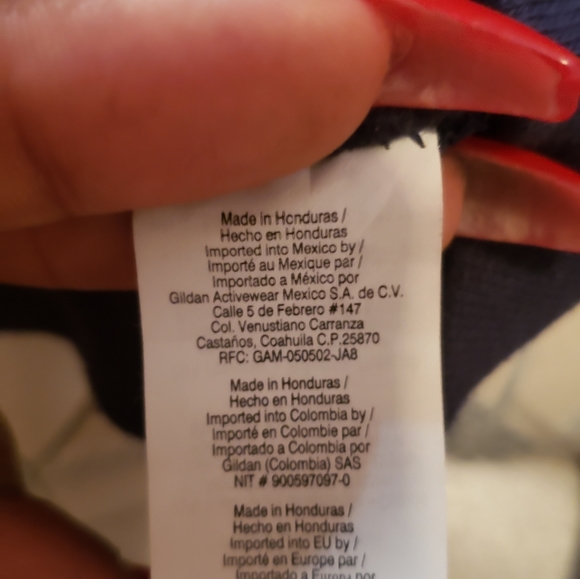 Made in Honduras /
Hecho en Honduras
Imported into Mexico by /
Importé au Mexique par /
Importado a México por
Gildan Activewear Mexico S.A. de C.V.
Calle 5 de Febrero #147
Col. Venustiano Carranza
Castaños, Coahuila C.P.25870
RFC: GAM-050502-JA8
Made in Honduras /
Hecho en Honduras
Imported into Colombia by /
Importé en Colombie par /
Importado a Colombia por
Gildan (Colombia) SAS
NIT # 900597097-0
Made in Honduras /
Hecho en Honduras
Imported into EU by /
Importé en Europe par /
Importado a Europa por